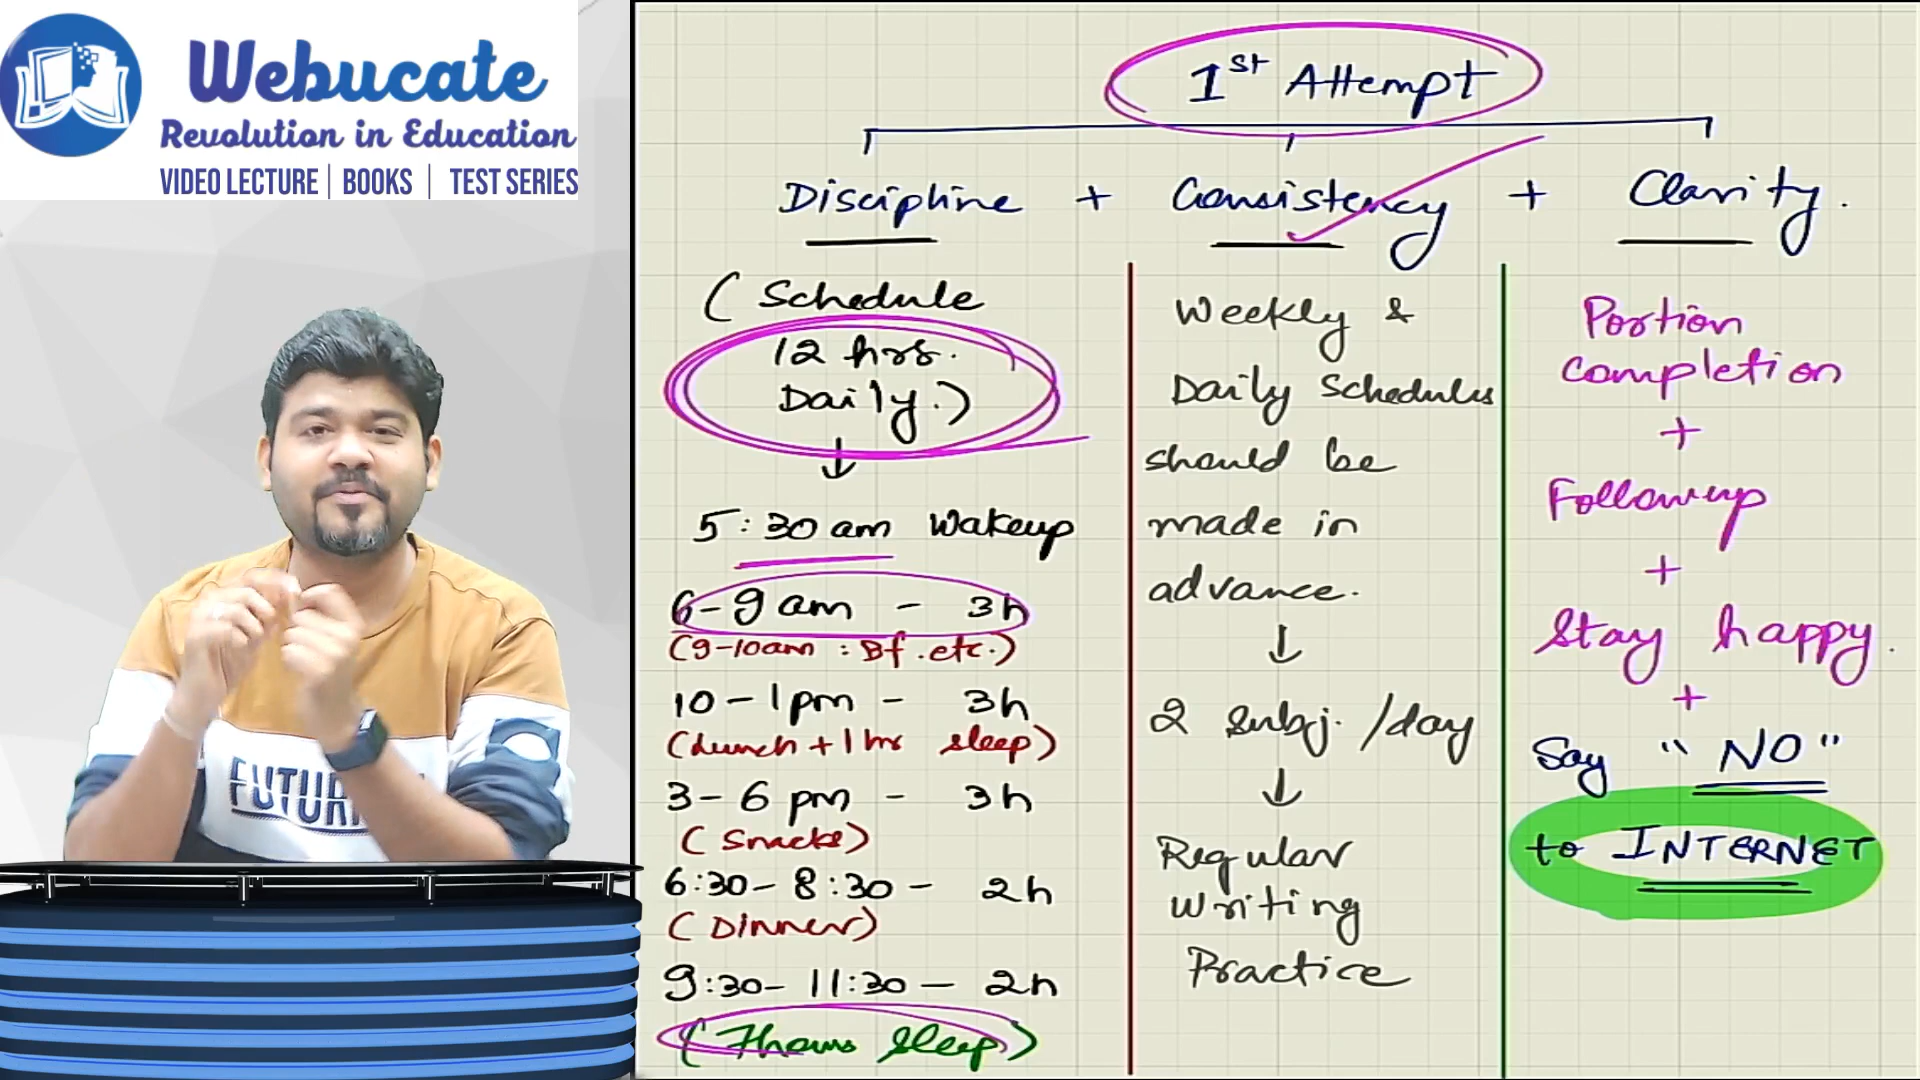 Webucate
Revolution in Education
VIDEO LECTURE | BOOKS | TEST SERIES
FUTUR
1st Attempt
Discipline + Consistency + Clarity.
(Schedule
12 hrs.
Daily.)
↓
5:30 am Wakeup
6-9 am - 3h
(9-10am : Bf. etc.)
10-1pm - 3h
(Lunch + 1 hr sleep)
3-6 pm - 3h
(Snacks)
6:30-8:30 - 2h
(Dinner)
9:30-11:30 - 2h
(7hours sleep)
Weekly &
Daily Schedules
should be
made in
advance.
↓
2 subj./day
↓
Regular
Writing
Practice
Portion
completion
+
Followup
+
Stay happy.
+
Say "NO"
to INTERNET